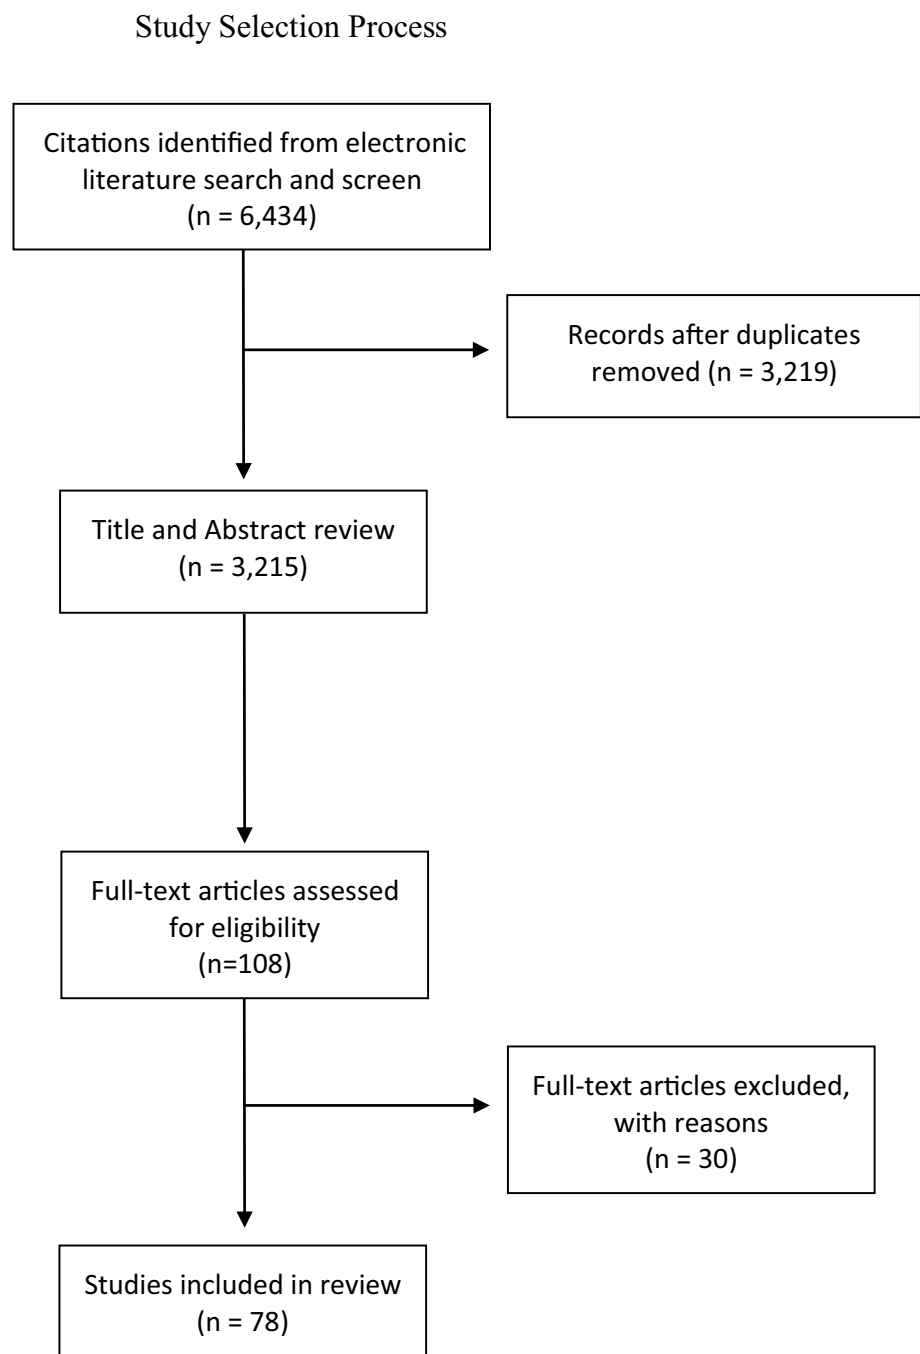 Study Selection Process
Citations identified from electronic
literature search and screen
(n = 6,434)
Records after duplicates
removed (n = 3,219)
Title and Abstract review
(n = 3,215)
Full-text articles assessed
for eligibility
(n=108)
Full-text articles excluded,
with reasons
(n = 30)
Studies included in review
(n = 78)